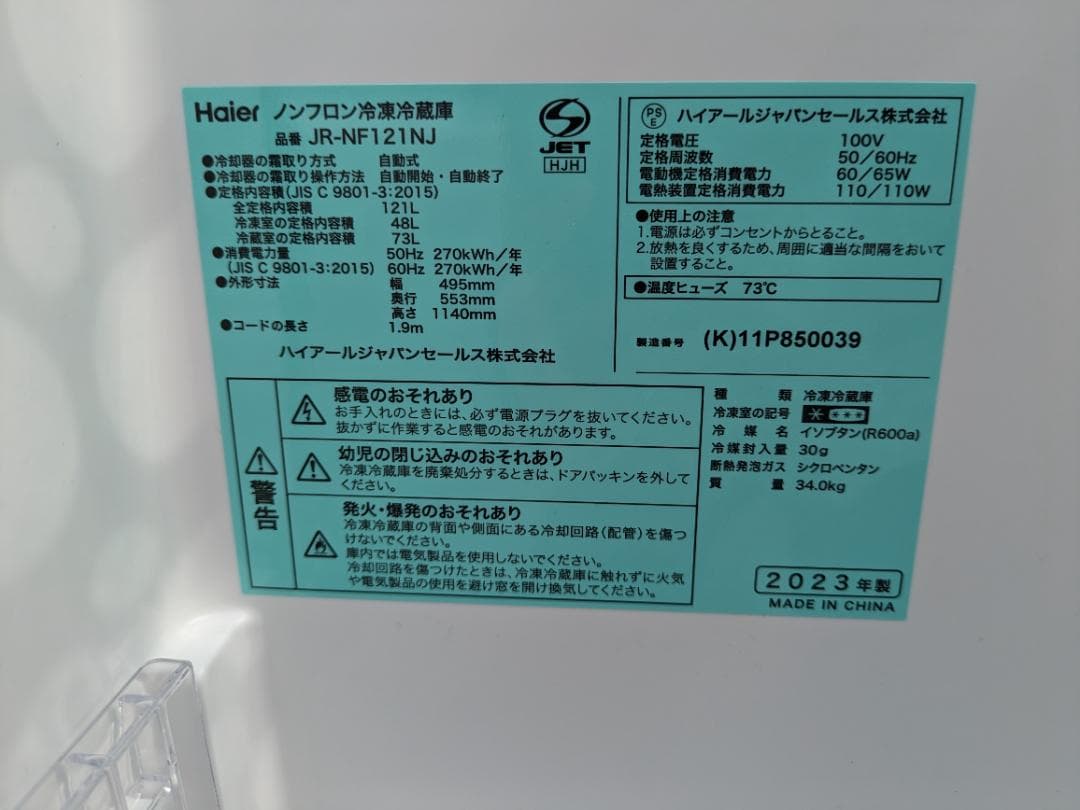 Haier ノンフロン冷凍冷蔵庫
品番 JR-NF121NJ
●冷却器の霜取り方式 自動式
●冷却器の霜取り操作方法 自動開始・自動終了
●定格内容積(JIS C 9801-3:2015)
全定格内容積 121L
冷凍室の定格内容積 48L
冷蔵室の定格内容積 73L
●消費電力量 50Hz 270kWh/年
(JIS C 9801-3:2015) 60Hz 270kWh/年
●外形寸法 幅 495mm
奥行 553mm
高さ 1140mm
●コードの長さ 1.9m
ハイアールジャパンセールス株式会社
JET
HJH
PS E ハイアールジャパンセールス株式会社
定格電圧 100V
定格周波数 50/60Hz
電動機定格消費電力 60/65W
電熱装置定格消費電力 110/110W
●使用上の注意
1.電源は必ずコンセントからとること。
2.放熱を良くするため、周囲に適当な間隔をおいて
設置すること。
●温度ヒューズ 73℃
製造番号 (K)11P850039
警告
感電のおそれあり
お手入れのときには、必ず電源プラグを抜いてください。
抜かずに作業すると感電のおそれがあります。
幼児の閉じ込みのおそれあり
冷凍冷蔵庫を廃棄処分するときは、ドアパッキンを外して
ください。
発火・爆発のおそれあり
冷凍冷蔵庫の背面や側面にある冷却回路(配管)を傷つ
けないでください。
庫内では電気製品を使用しないでください。
冷却回路を傷つけたときは、冷凍冷蔵庫に触れずに火気
や電気製品の使用を避け窓を開け換気してください。
種類 冷凍冷蔵庫
冷凍室の記号
冷媒名 イソブタン(R600a)
冷媒封入量 30g
断熱発泡ガス シクロペンタン
質量 34.0kg
2023年製
MADE IN CHINA